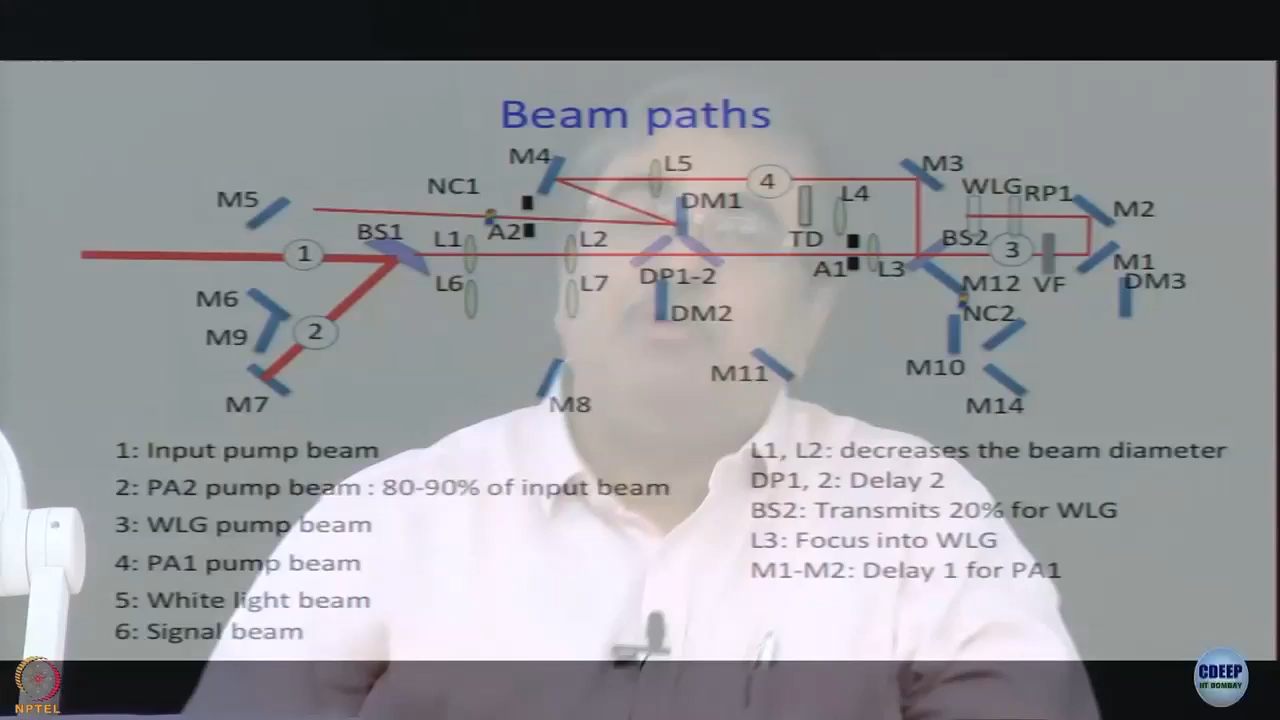 Beam paths
M4
L5
4
M3
M5
NC1
DM1
L4
WLG
RP1
M2
BS1
L1
A2
L2
TD
BS2
3
1
DP1-2
A1
L3
M1
L6
L7
M12
VF
DM3
M6
2
DM2
NC2
M9
M11
M10
M7
M8
M14
1: Input pump beam
2: PA2 pump beam : 80-90% of input beam
3: WLG pump beam
4: PA1 pump beam
5: White light beam
6: Signal beam
L1, L2: decreases the beam diameter
DP1, 2: Delay 2
BS2: Transmits 20% for WLG
L3: Focus into WLG
M1-M2: Delay 1 for PA1
NPTEL
CDEEP
IIT BOMBAY